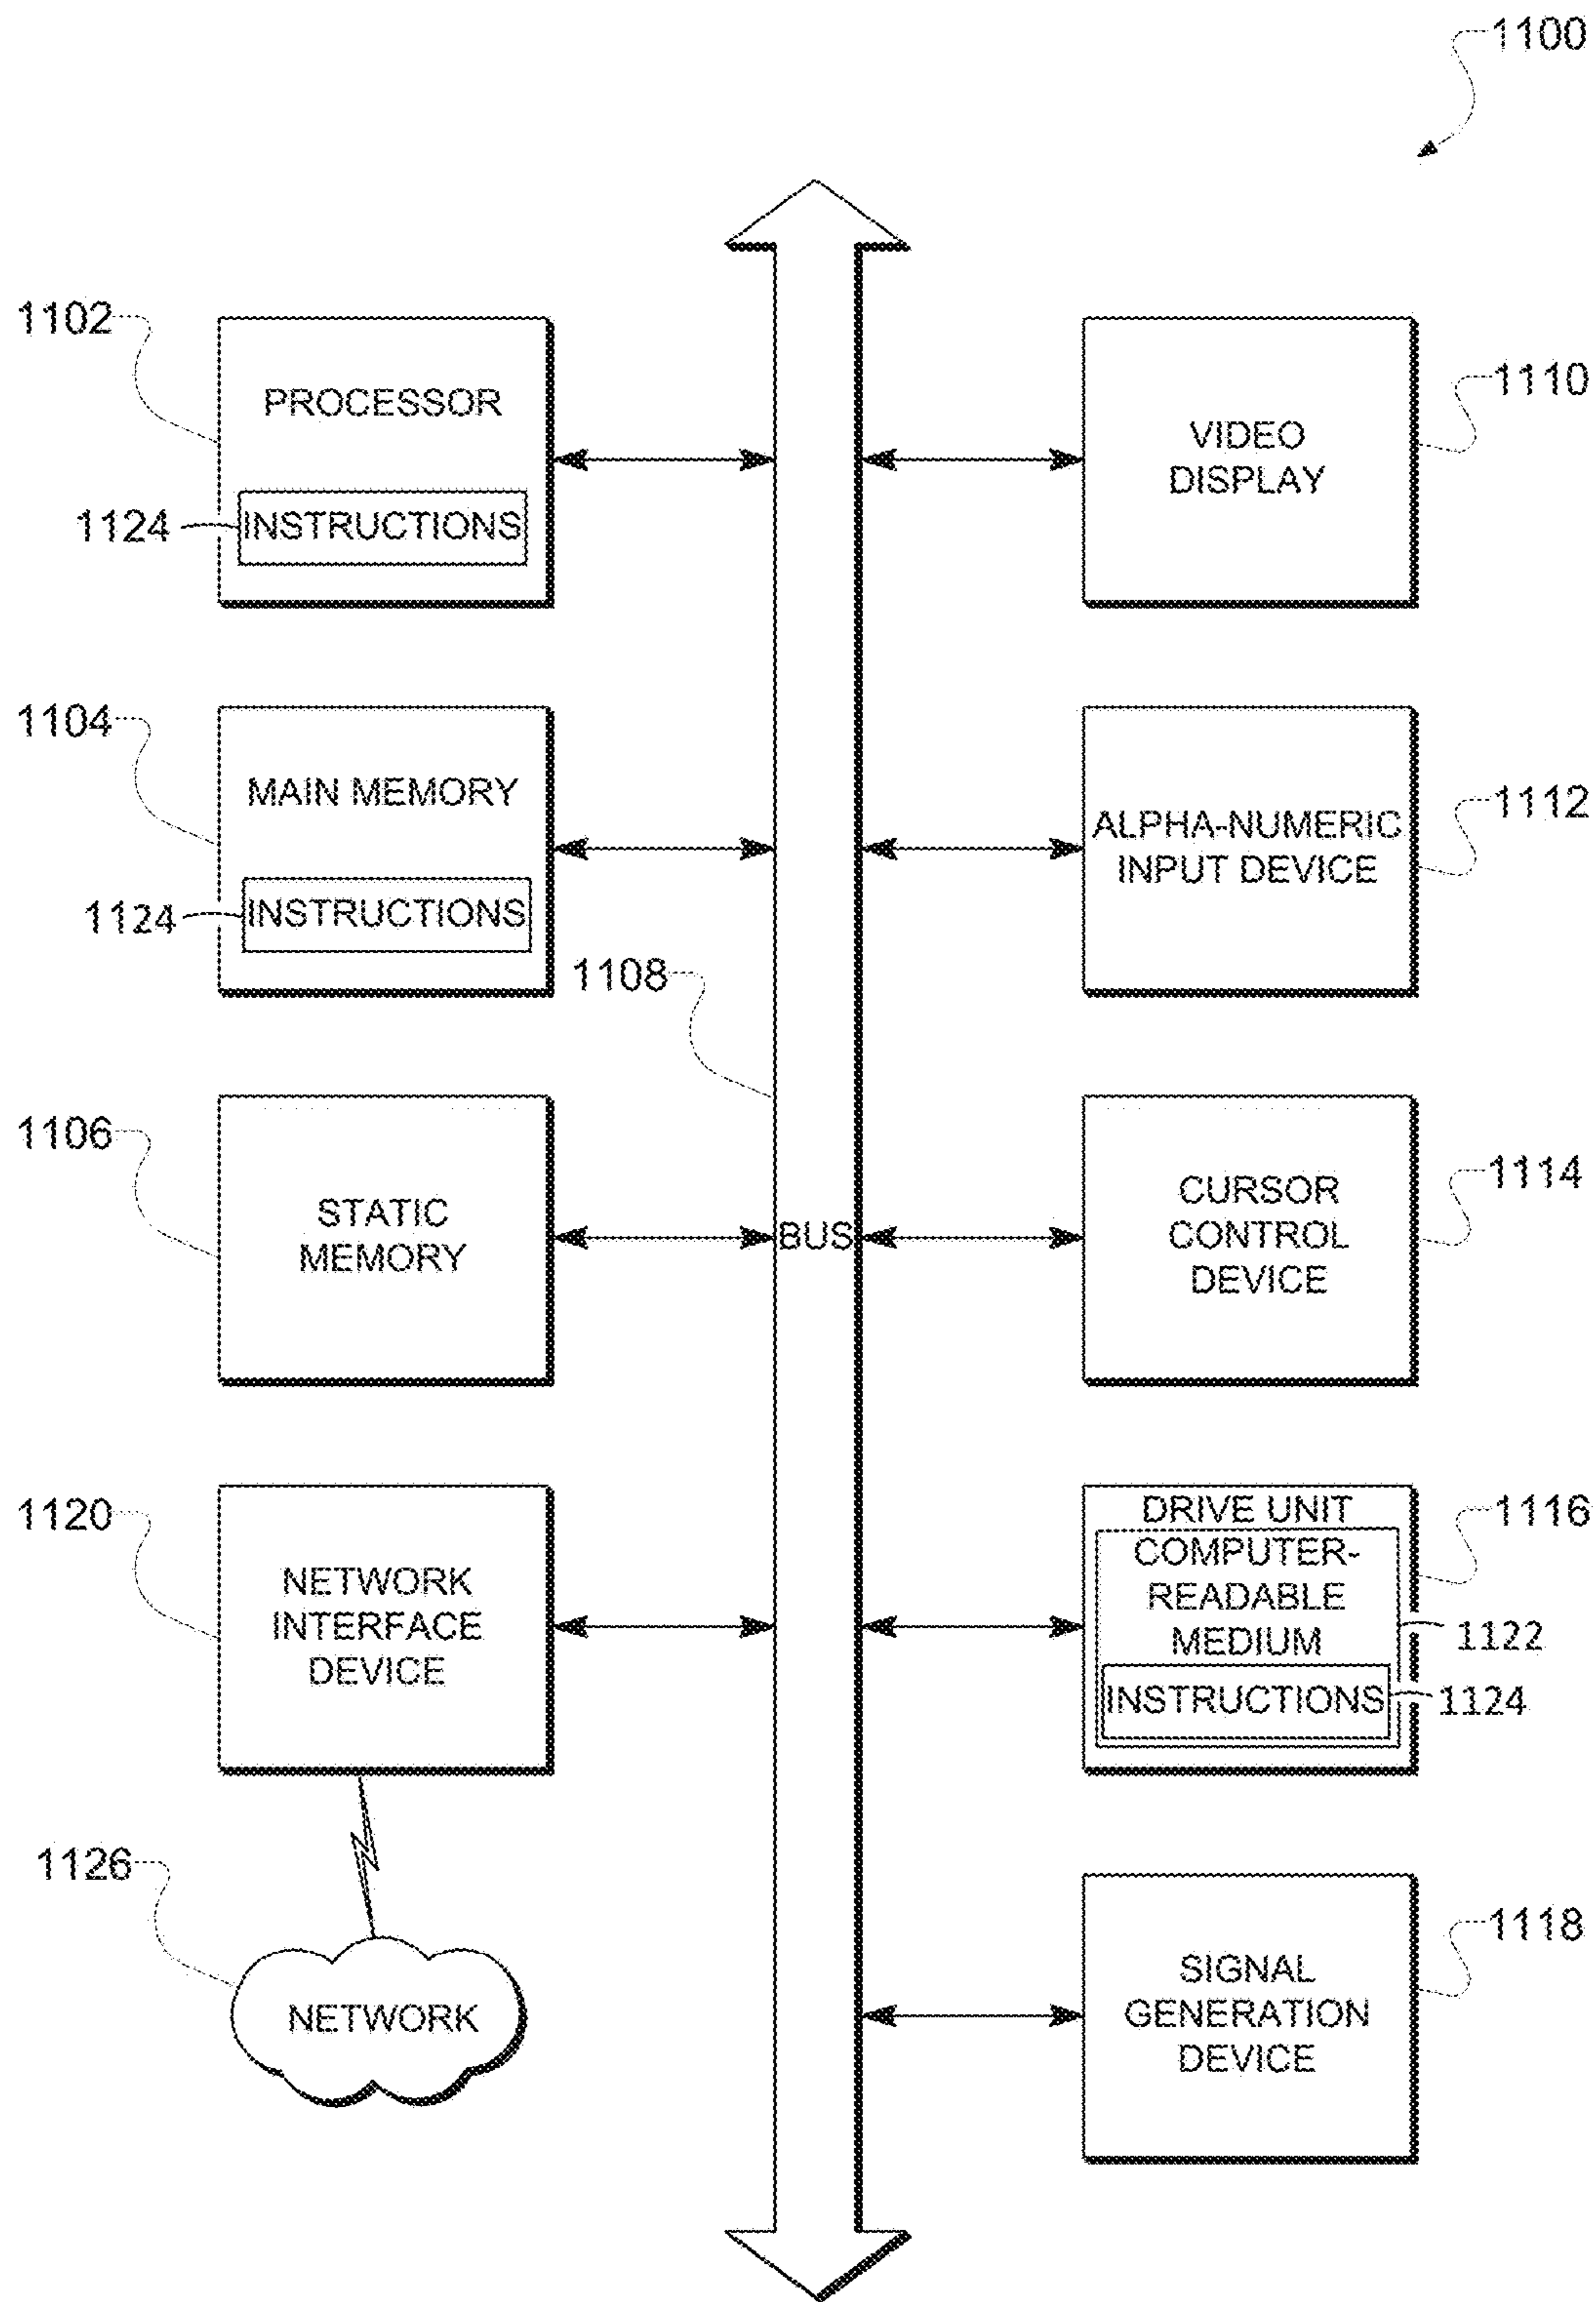 1100
1102
PROCESSOR
1124
INSTRUCTIONS
1110
VIDEO
DISPLAY
1104
MAIN MEMORY
1124
INSTRUCTIONS
1112
ALPHA-NUMERIC
INPUT DEVICE
1108
1106
STATIC
MEMORY
BUS
1114
CURSOR
CONTROL
DEVICE
1120
NETWORK
INTERFACE
DEVICE
1116
DRIVE UNIT
COMPUTER-
READABLE
MEDIUM
1122
INSTRUCTIONS
1124
1126
NETWORK
1118
SIGNAL
GENERATION
DEVICE